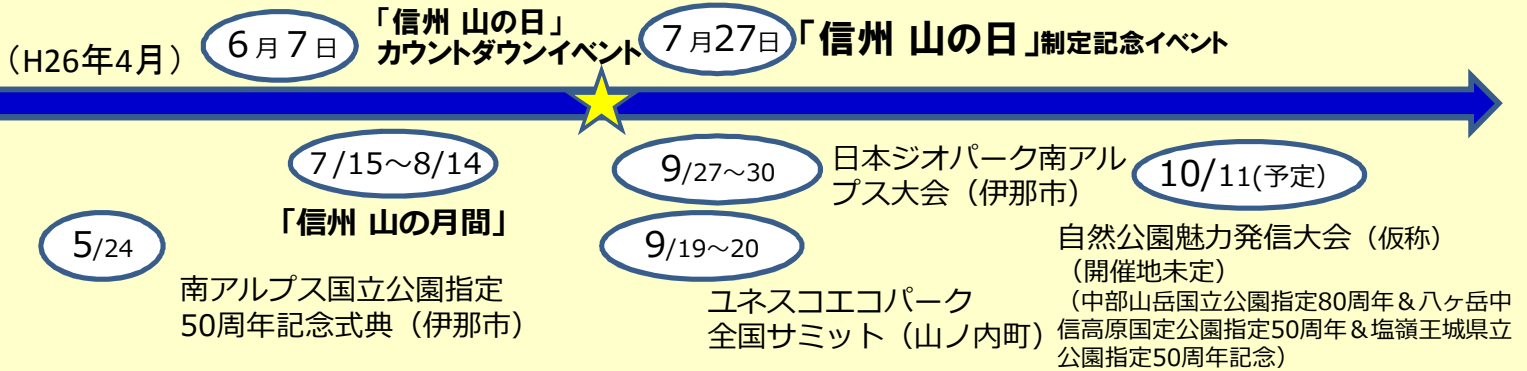 （H26年4月）
6月7日
「信州 山の日」
カウントダウンイベント
7月27日
「信州 山の日」制定記念イベント
7/15～8/14
「信州 山の月間」
5/24
南アルプス国立公園指定
50周年記念式典（伊那市）
9/27～30
日本ジオパーク南アル
プス大会（伊那市）
9/19～20
ユネスコエコパーク
全国サミット（山ノ内町）
10/11(予定）
自然公園魅力発信大会（仮称）
（開催地未定）
（中部山岳国立公園指定80周年＆八ヶ岳中
信高原国定公園指定50周年＆塩嶺王城県立
公園指定50周年記念）